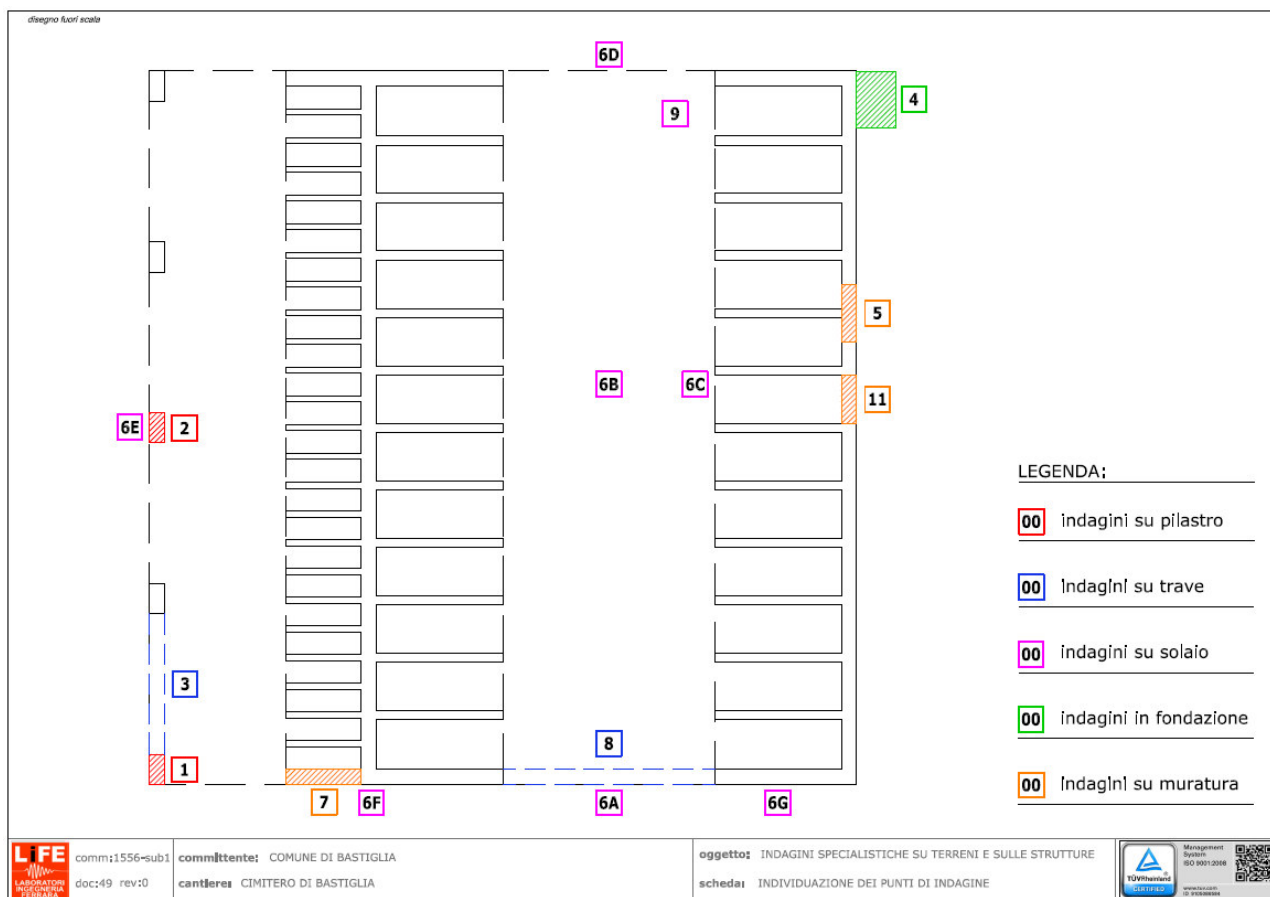 disegno fuori scala
6D
9
4
5
6B
6C
11
6E
2
3
8
1
7
6F
6A
6G
LEGENDA:
00 indagini su pilastro
00 indagini su trave
00 indagini su solaio
00 indagini in fondazione
00 indagini su muratura
LiFE
LABORATORI
INGEGNERIA
FERRARA
comm:1556-sub1
doc:49 rev:0
committente: COMUNE DI BASTIGLIA
cantiere: CIMITERO DI BASTIGLIA
oggetto: INDAGINI SPECIALISTICHE SU TERRENI E SULLE STRUTTURE
scheda: INDIVIDUAZIONE DEI PUNTI DI INDAGINE
TÜVRheinland
CERTIFIED
Management
System
ISO 9001:2008
www.tuv.com